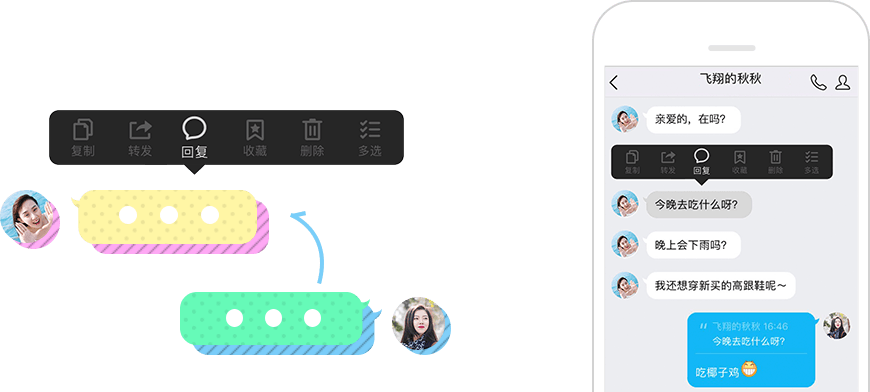 复制 转发 回复 收藏 删除 多选
飞翔的秋秋
亲爱的，在吗?
复制 转发 回复 收藏 删除 多选
今晚去吃什么呀?
晚上会下雨吗?
我还想穿新买的高跟鞋呢～
飞翔的秋秋 16:46
今晚去吃什么呀?
吃椰子鸡